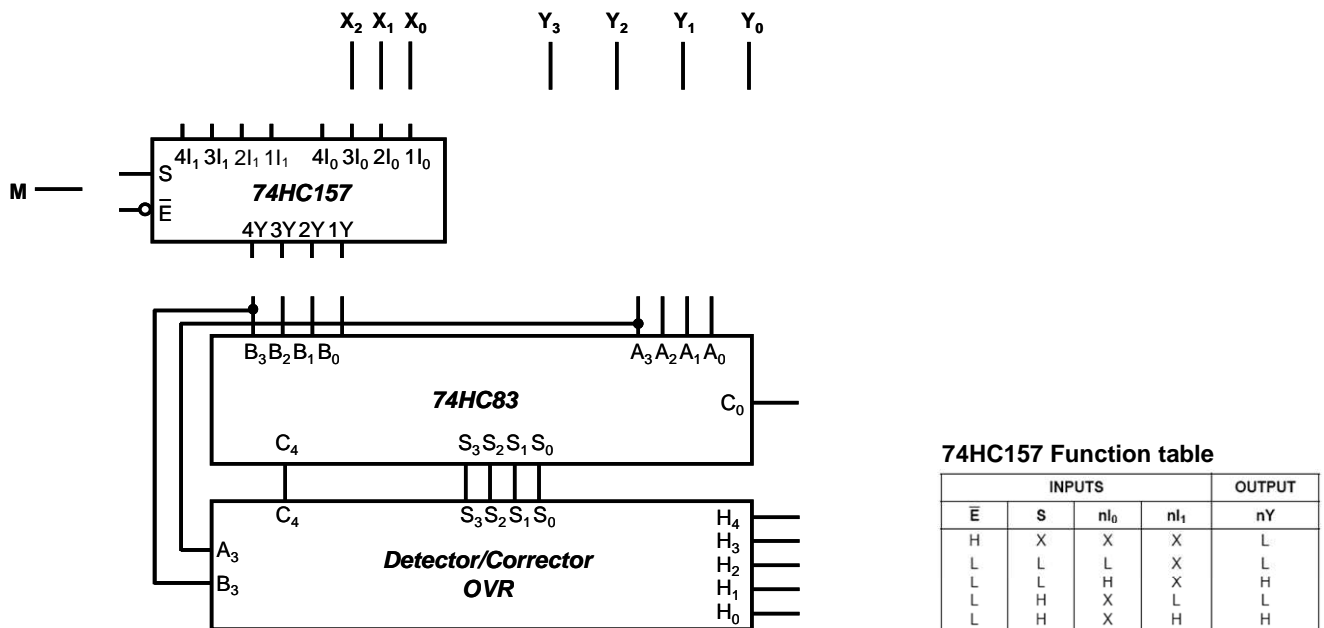 X₂ X₁ X₀ Y₃ Y₂ Y₁ Y₀
4I₁ 3I₁ 2I₁ 1I₁ 4I₀ 3I₀ 2I₀ 1I₀
S
M
74HC157
E̅
4Y 3Y 2Y 1Y
B₃ B₂ B₁ B₀ A₃ A₂ A₁ A₀
74HC83
C₀
C₄ S₃ S₂ S₁ S₀
C₄ S₃ S₂ S₁ S₀
H₄
H₃
A₃
Detector/Corrector
H₂
B₃
OVR
H₁
H₀
74HC157 Function table
INPUTS OUTPUT
E̅ S nI₀ nI₁ nY
H X X X L
L L L X L
L L H X H
L H X L L
L H X H H